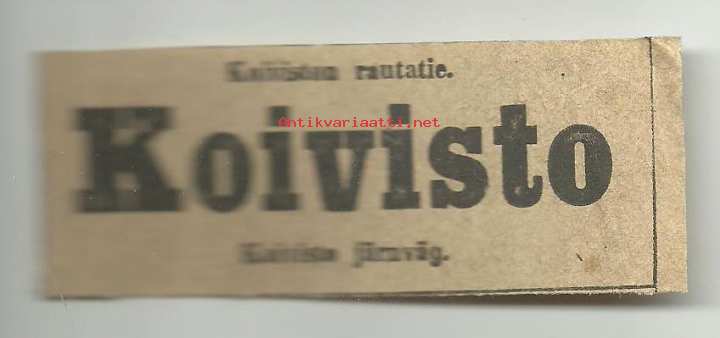 Koiviston rautatie.
Antikvariaatti.net
Koivisto
Koivisto järnväg.